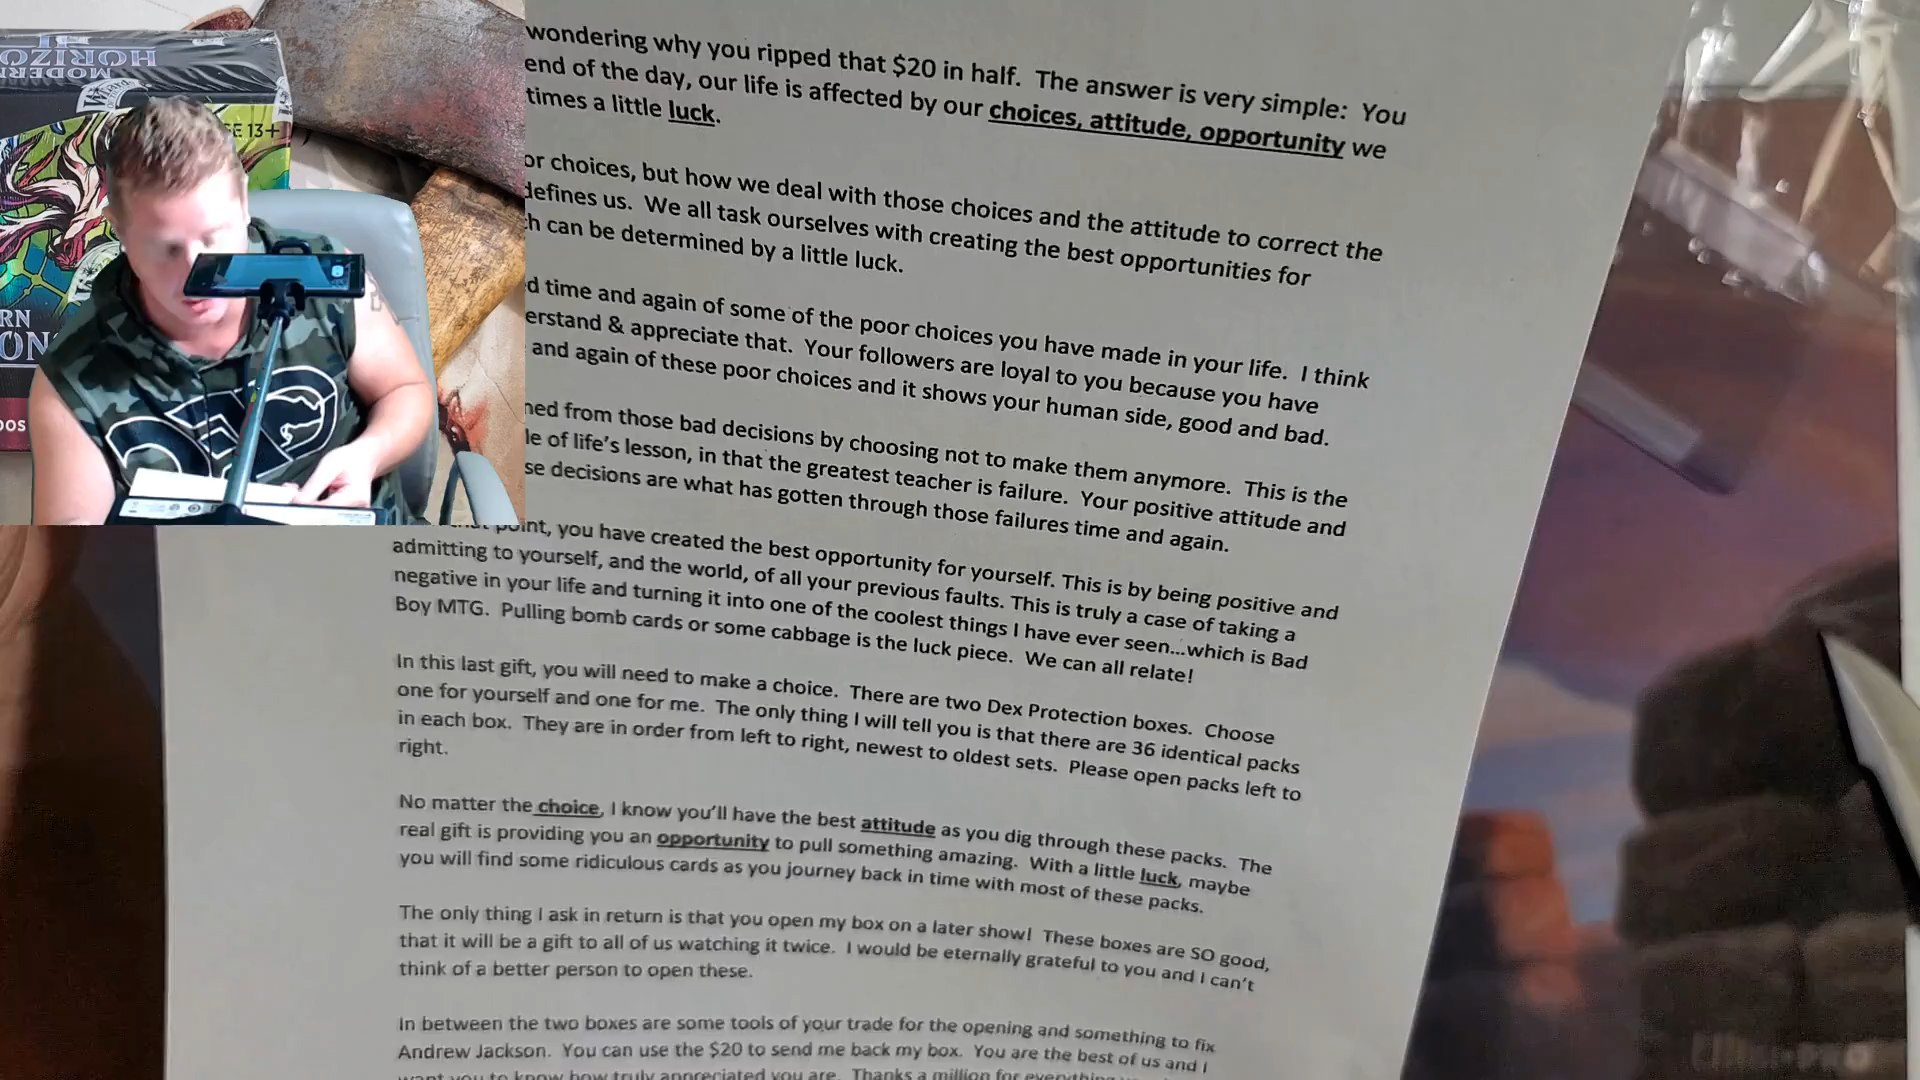 HORIZO
MODERN
Wizards
GE 13+
RN
ON
wondering why you ripped that $20 in half. The answer is very simple: You
end of the day, our life is affected by our choices, attitude, opportunity we
times a little luck.
or choices, but how we deal with those choices and the attitude to correct the
defines us. We all task ourselves with creating the best opportunities for
h can be determined by a little luck.
d time and again of some of the poor choices you have made in your life. I think
erstand & appreciate that. Your followers are loyal to you because you have
and again of these poor choices and it shows your human side, good and bad.
ned from those bad decisions by choosing not to make them anymore. This is the
le of life's lesson, in that the greatest teacher is failure. Your positive attitude and
se decisions are what has gotten through those failures time and again.
point, you have created the best opportunity for yourself. This is by being positive and
admitting to yourself, and the world, of all your previous faults. This is truly a case of taking a
negative in your life and turning it into one of the coolest things I have ever seen...which is Bad
Boy MTG. Pulling bomb cards or some cabbage is the luck piece. We can all relate!
In this last gift, you will need to make a choice. There are two Dex Protection boxes. Choose
one for yourself and one for me. The only thing I will tell you is that there are 36 identical packs
in each box. They are in order from left to right, newest to oldest sets. Please open packs left to
right.
No matter the choice, I know you'll have the best attitude as you dig through these packs. The
real gift is providing you an opportunity to pull something amazing. With a little luck, maybe
you will find some ridiculous cards as you journey back in time with most of these packs.
The only thing I ask in return is that you open my box on a later show! These boxes are SO good,
that it will be a gift to all of us watching it twice. I would be eternally grateful to you and I can't
think of a better person to open these.
In between the two boxes are some tools of your trade for the opening and something to fix
Andrew Jackson. You can use the $20 to send me back my box. You are the best of us and I
want you to know how truly appreciated you are. Thanks a million for everything